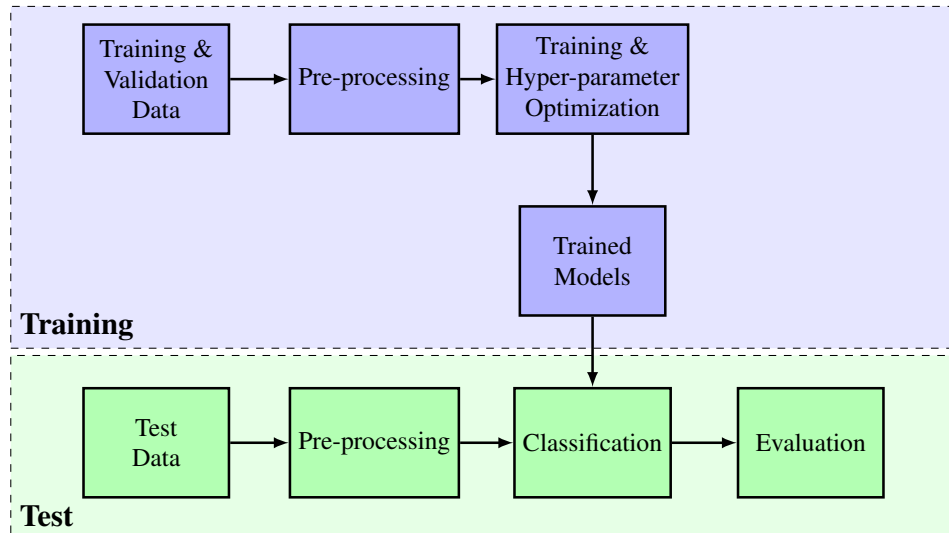 Training &
Validation
Data
Pre-processing
Training &
Hyper-parameter
Optimization
Trained
Models
Training
Test
Data
Pre-processing
Classification
Evaluation
Test